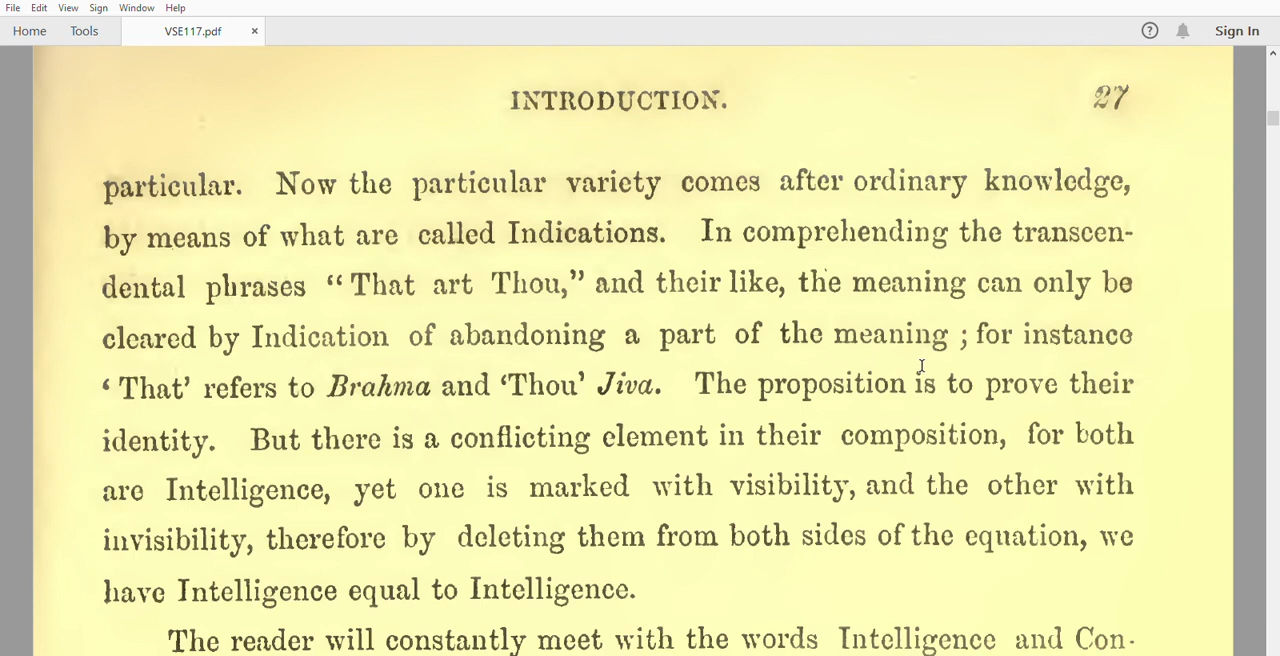 File Edit View Sign Window Help
Home Tools VSE117.pdf × ? Sign In
INTRODUCTION. 27
particular. Now the particular variety comes after ordinary knowledge,
by means of what are called Indications. In comprehending the transcen-
dental phrases “That art Thou,” and their like, the meaning can only be
cleared by Indication of abandoning a part of the meaning ; for instance
‘ That’ refers to Brahma and ‘Thou’ Jiva. The proposition is to prove their
identity. But there is a conflicting element in their composition, for both
are Intelligence, yet one is marked with visibility, and the other with
invisibility, therefore by deleting them from both sides of the equation, we
have Intelligence equal to Intelligence.
The reader will constantly meet with the words Intelligence and Con-